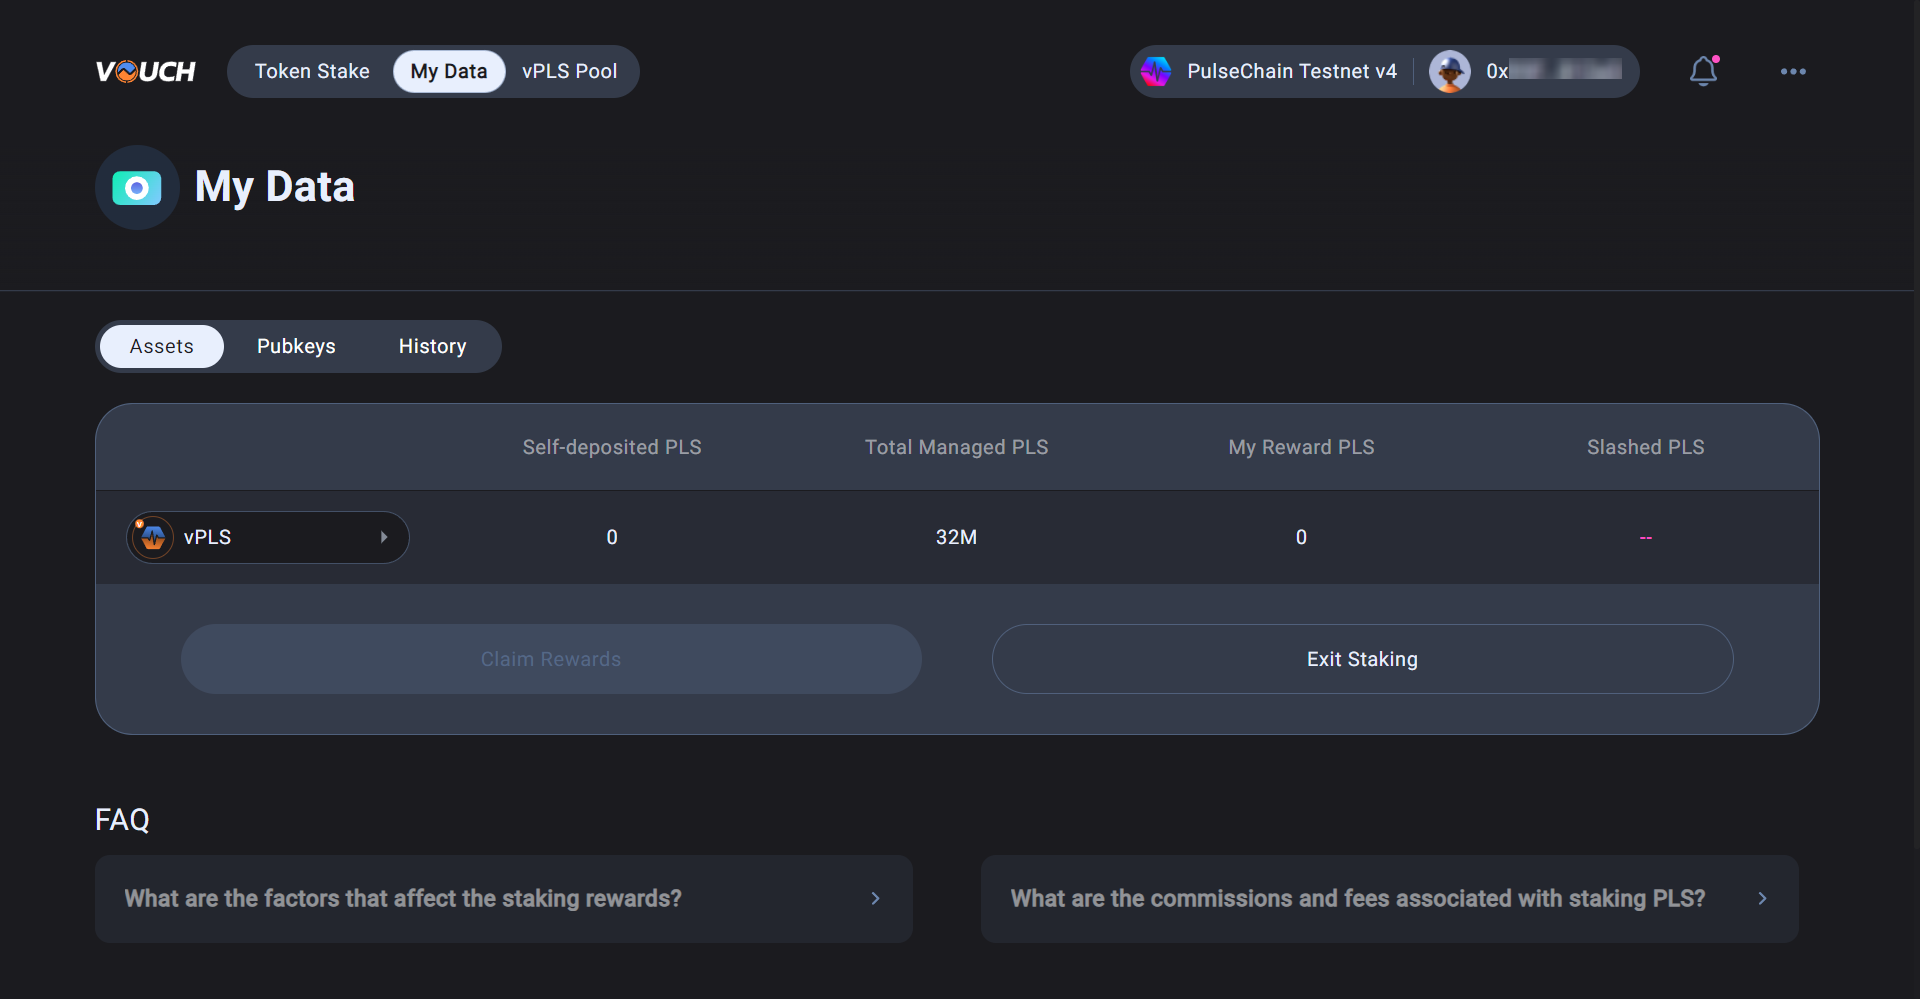 VOUCH
Token Stake My Data vPLS Pool
PulseChain Testnet v4 0x
My Data
Assets Pubkeys History
Self-deposited PLS Total Managed PLS My Reward PLS Slashed PLS
vPLS 0 32M 0 --
Claim Rewards Exit Staking
FAQ
What are the factors that affect the staking rewards?
What are the commissions and fees associated with staking PLS?